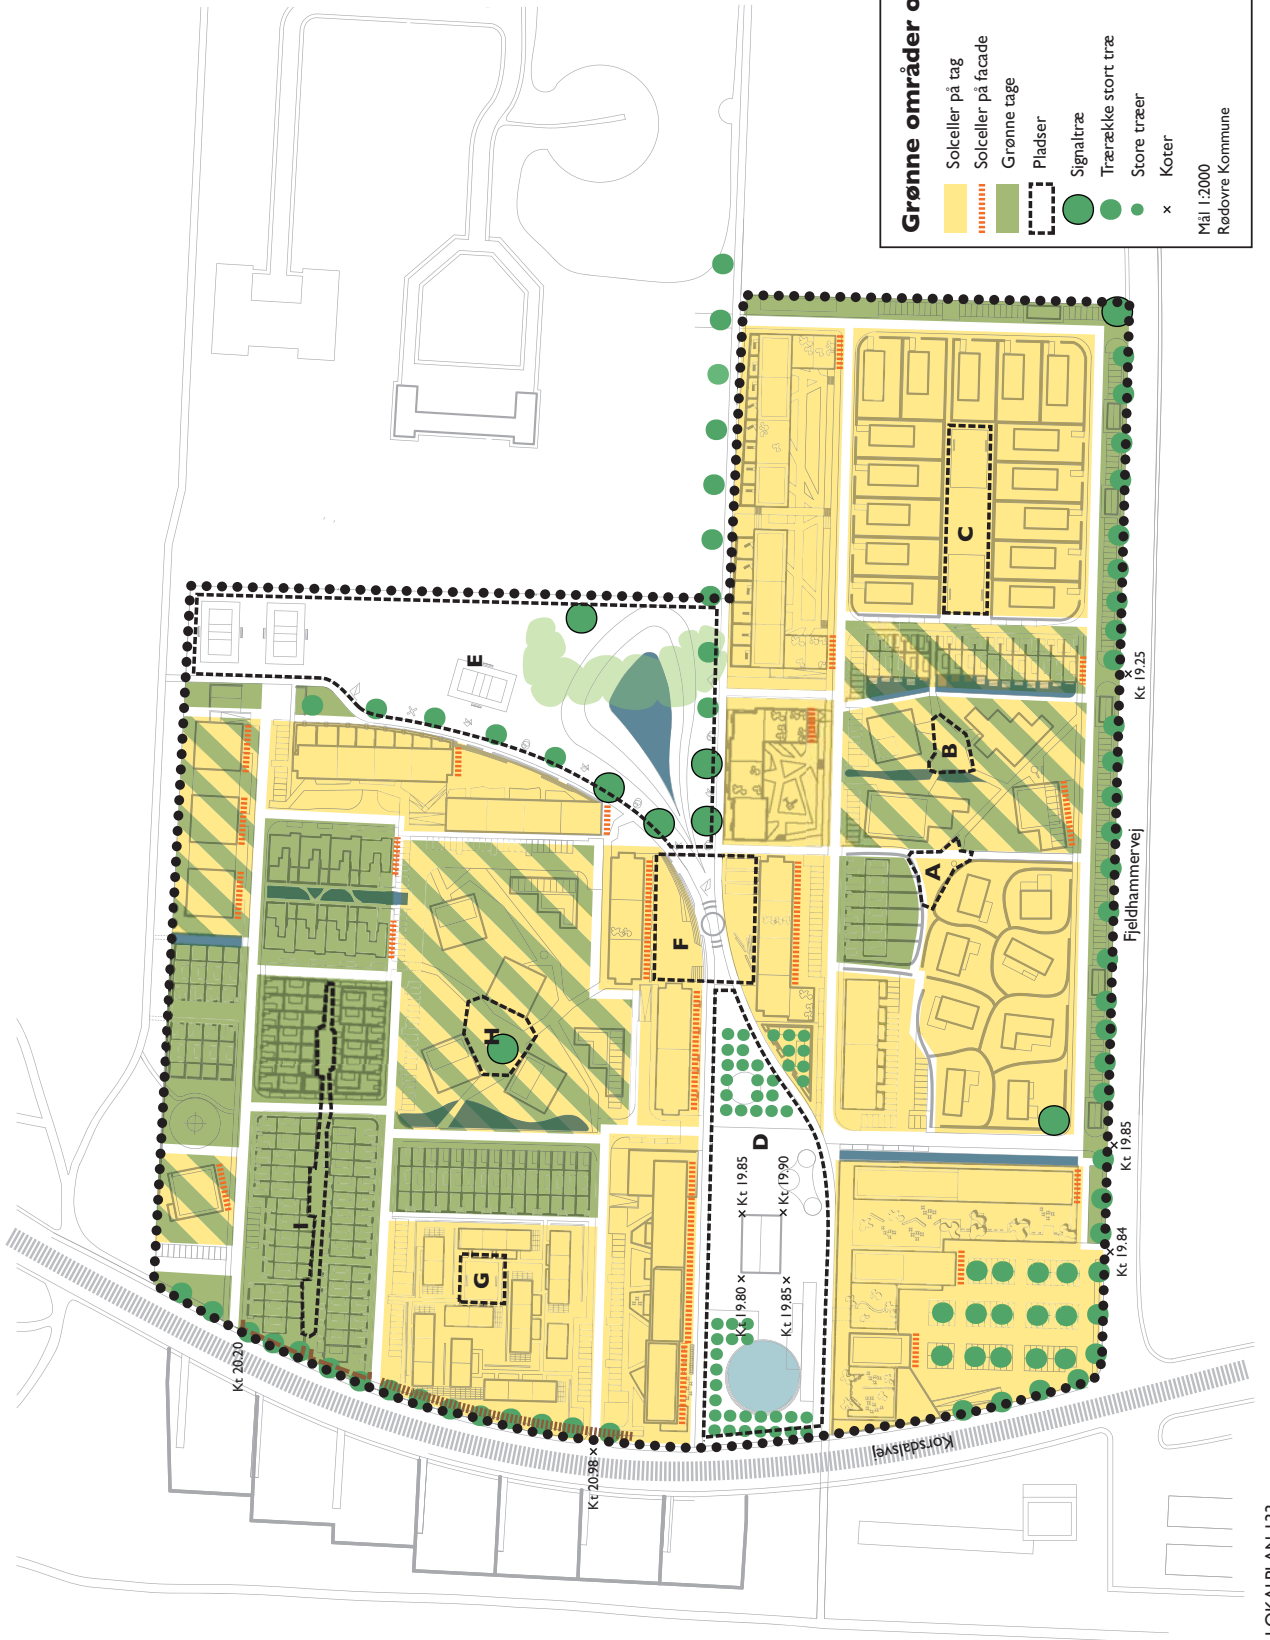 Grønne områder o
Solceller på tag
Solceller på facade
Grønne tage
Pladser
Signaltræ
Trærække stort træ
Store træer
Koter
Mål 1:2000
Rødovre Kommune
A
B
C
D
E
F
G
H
I
Kt 20.20
Kt 20.98
Kt 19.80
Kt 19.85
Kt 19.85
Kt 19.90
Kt 19.84
Kt 19.85
Kt 19.25
Fjeldhammervej
Korsdalsvej